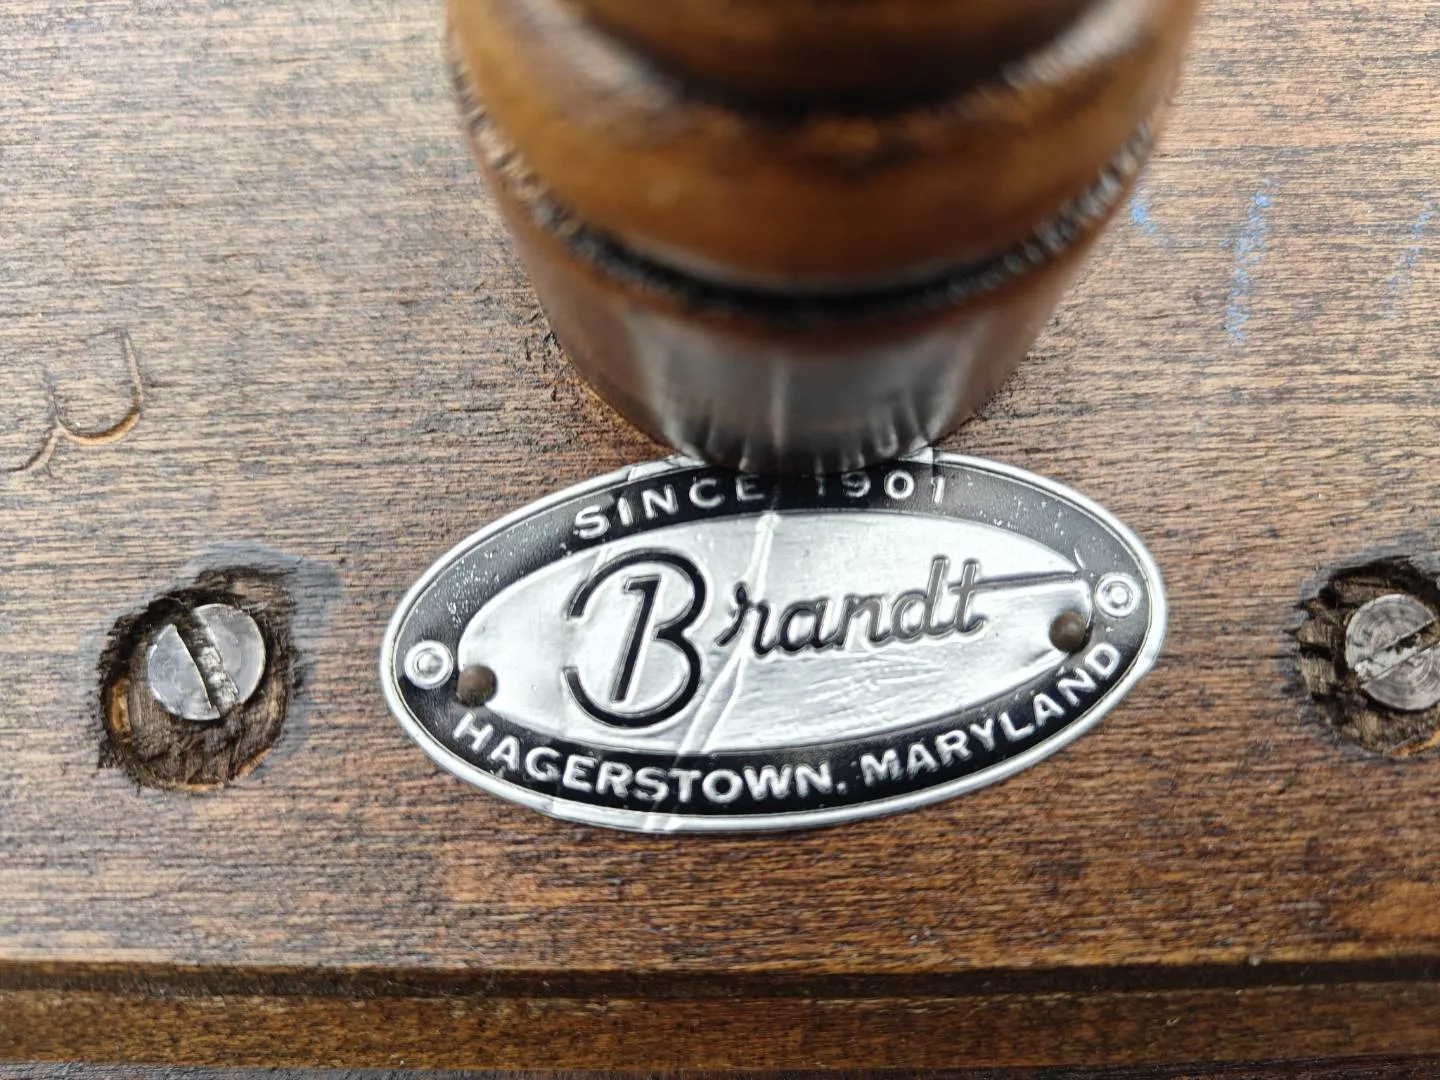 SINCE 1901
Brandt
HAGERSTOWN, MARYLAND